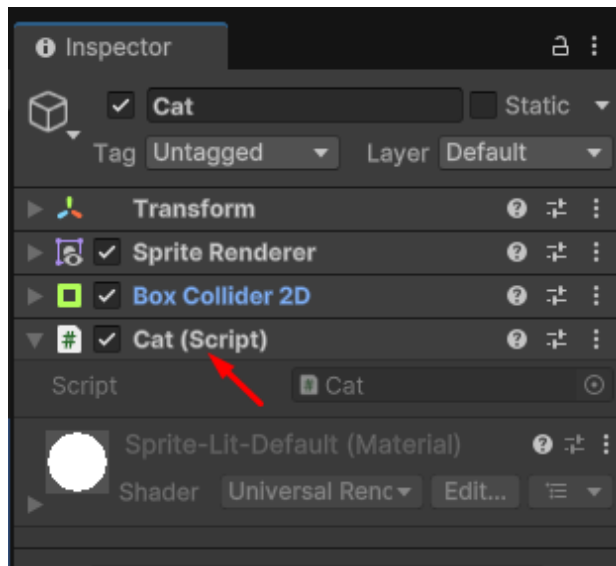 Inspector
Cat Static
Tag Untagged Layer Default
Transform
Sprite Renderer
Box Collider 2D
# Cat (Script)
Script # Cat
Sprite-Lit-Default (Material)
Shader Universal Renc Edit...